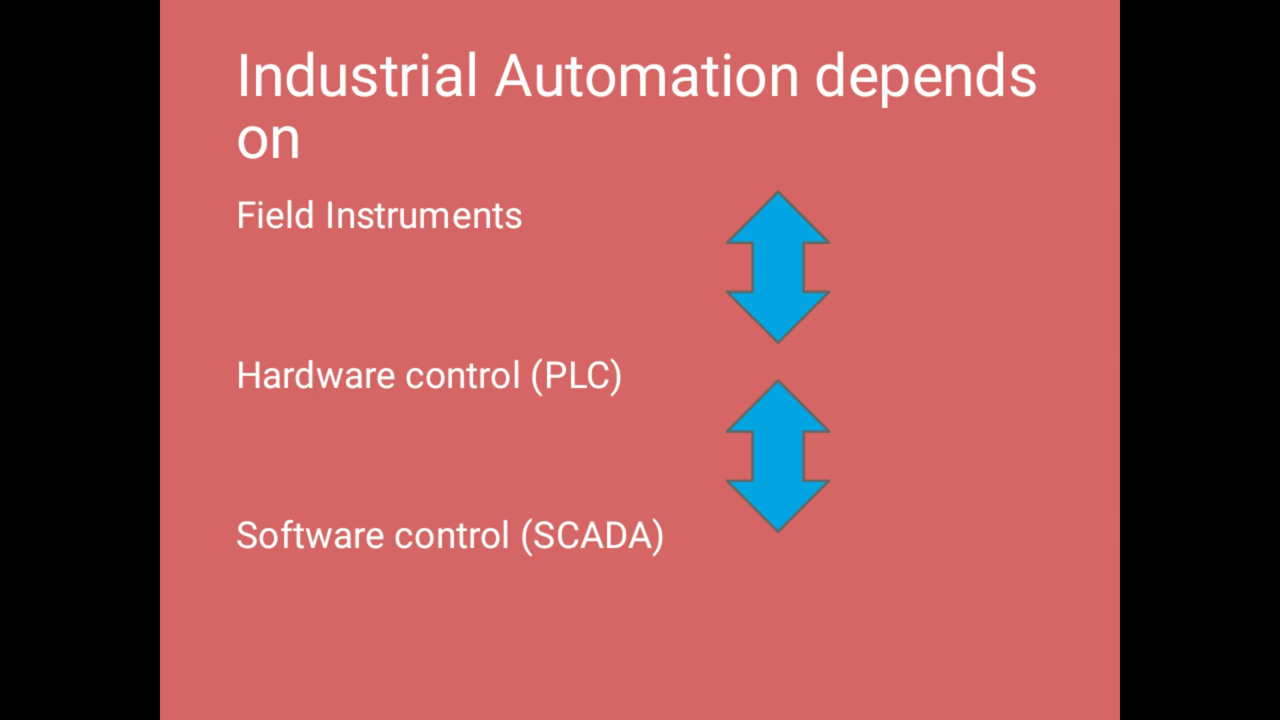 Industrial Automation depends
on
Field Instruments
Hardware control (PLC)
Software control (SCADA)